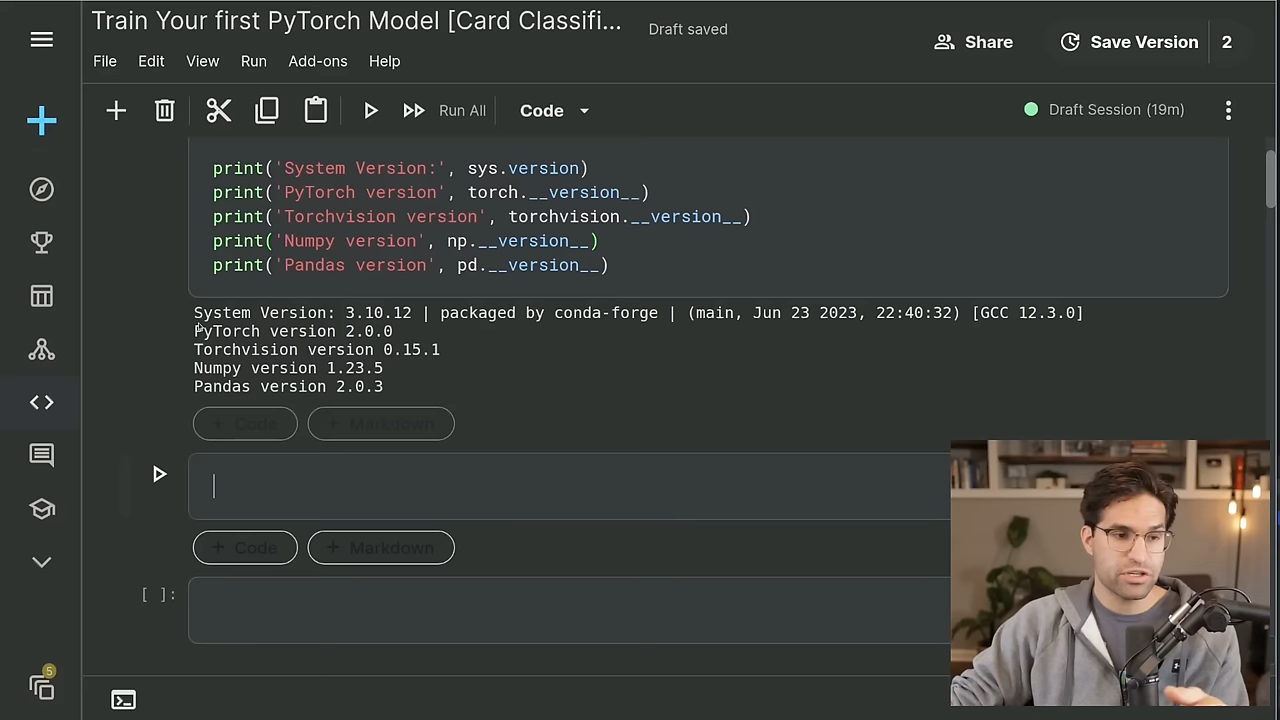 Train Your first PyTorch Model [Card Classifi...
Draft saved
Share
Save Version
2
File Edit View Run Add-ons Help
Run All
Code
Draft Session (19m)
print('System Version:', sys.version)
print('PyTorch version', torch.__version__)
print('Torchvision version', torchvision.__version__)
print('Numpy version', np.__version__)
print('Pandas version', pd.__version__)
System Version: 3.10.12 | packaged by conda-forge | (main, Jun 23 2023, 22:40:32) [GCC 12.3.0]
PyTorch version 2.0.0
Torchvision version 0.15.1
Numpy version 1.23.5
Pandas version 2.0.3
+ Code + Markdown
+ Code + Markdown
[ ]:
5